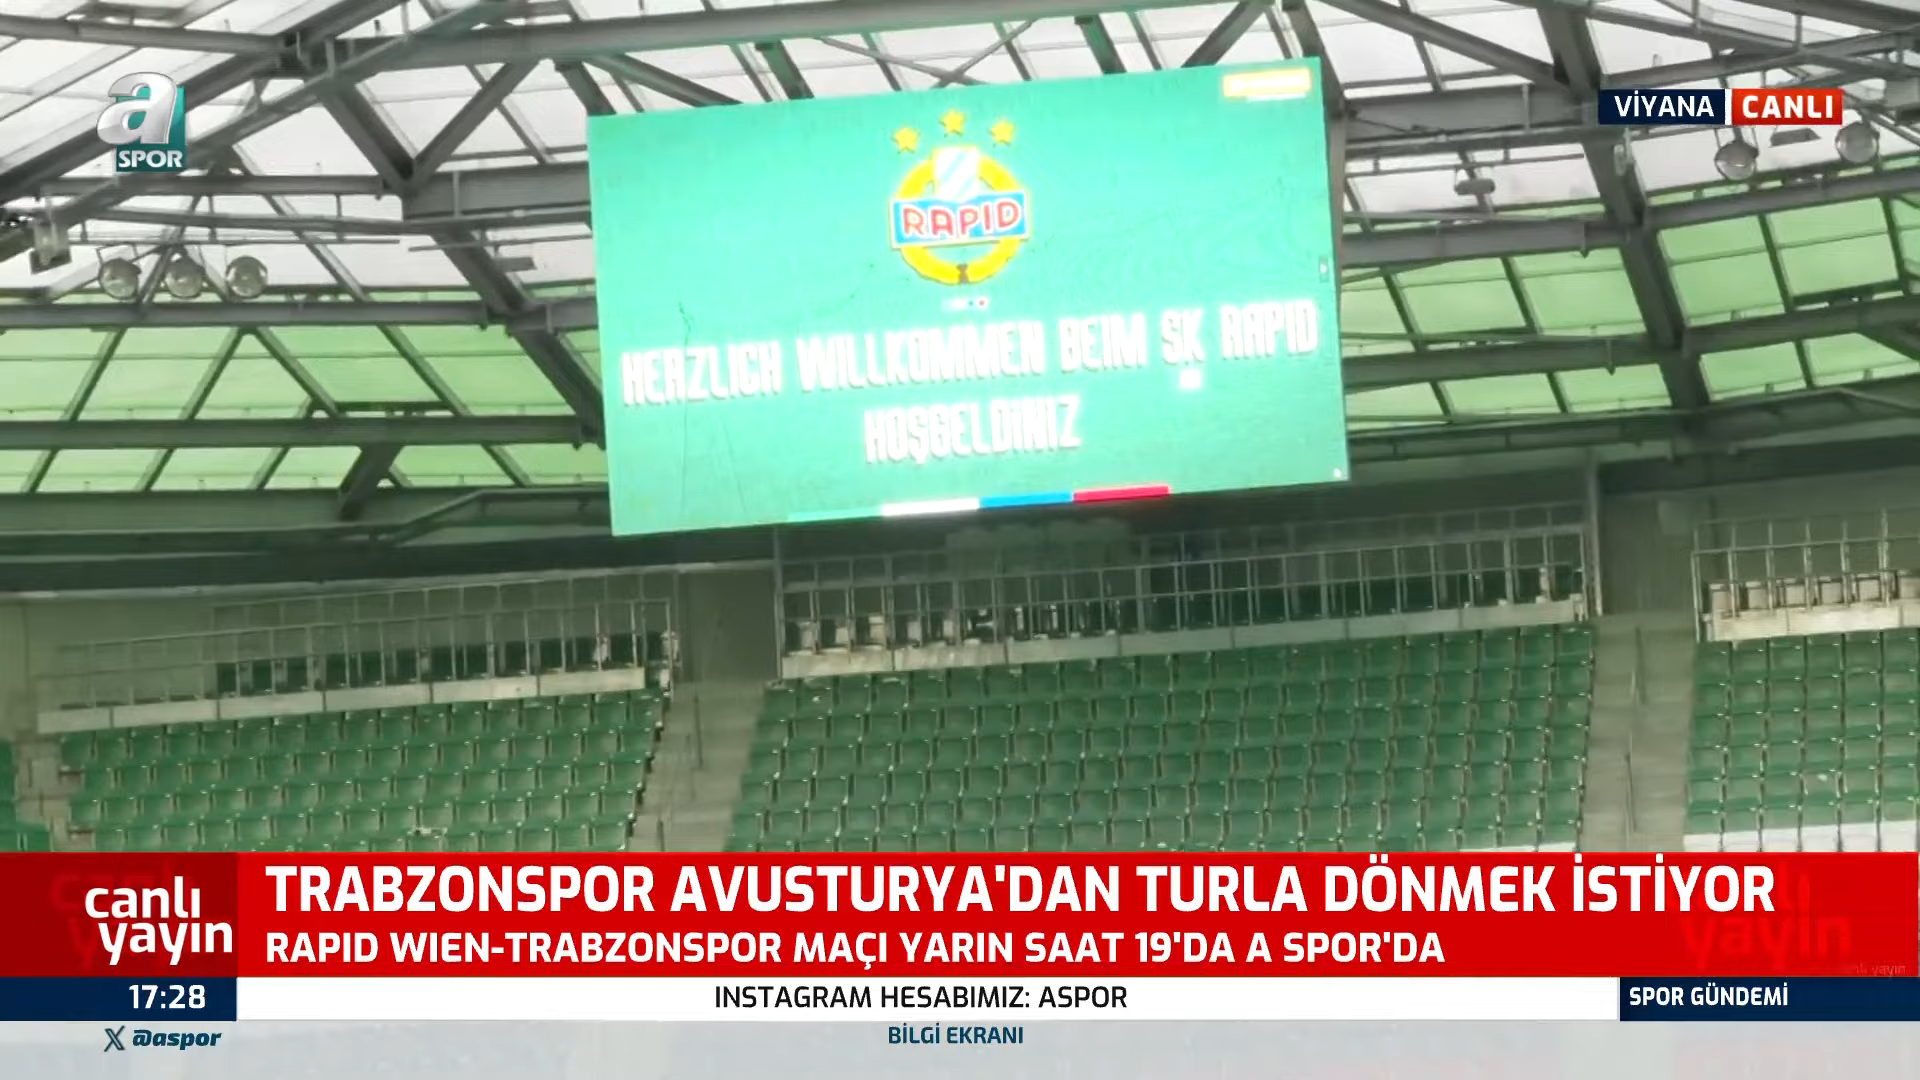 a
SPOR
VİYANA CANLI
RAPID
HERZLICH WILLKOMMEN BEIM SK RAPID
HOŞGELDINIZ
canlı
yayın
TRABZONSPOR AVUSTURYA'DAN TURLA DÖNMEK İSTİYOR
RAPID WIEN-TRABZONSPOR MAÇI YARIN SAAT 19'DA A SPOR'DA
17:28
INSTAGRAM HESABIMIZ: ASPOR
SPOR GÜNDEMİ
X @aspor
BİLGİ EKRANI